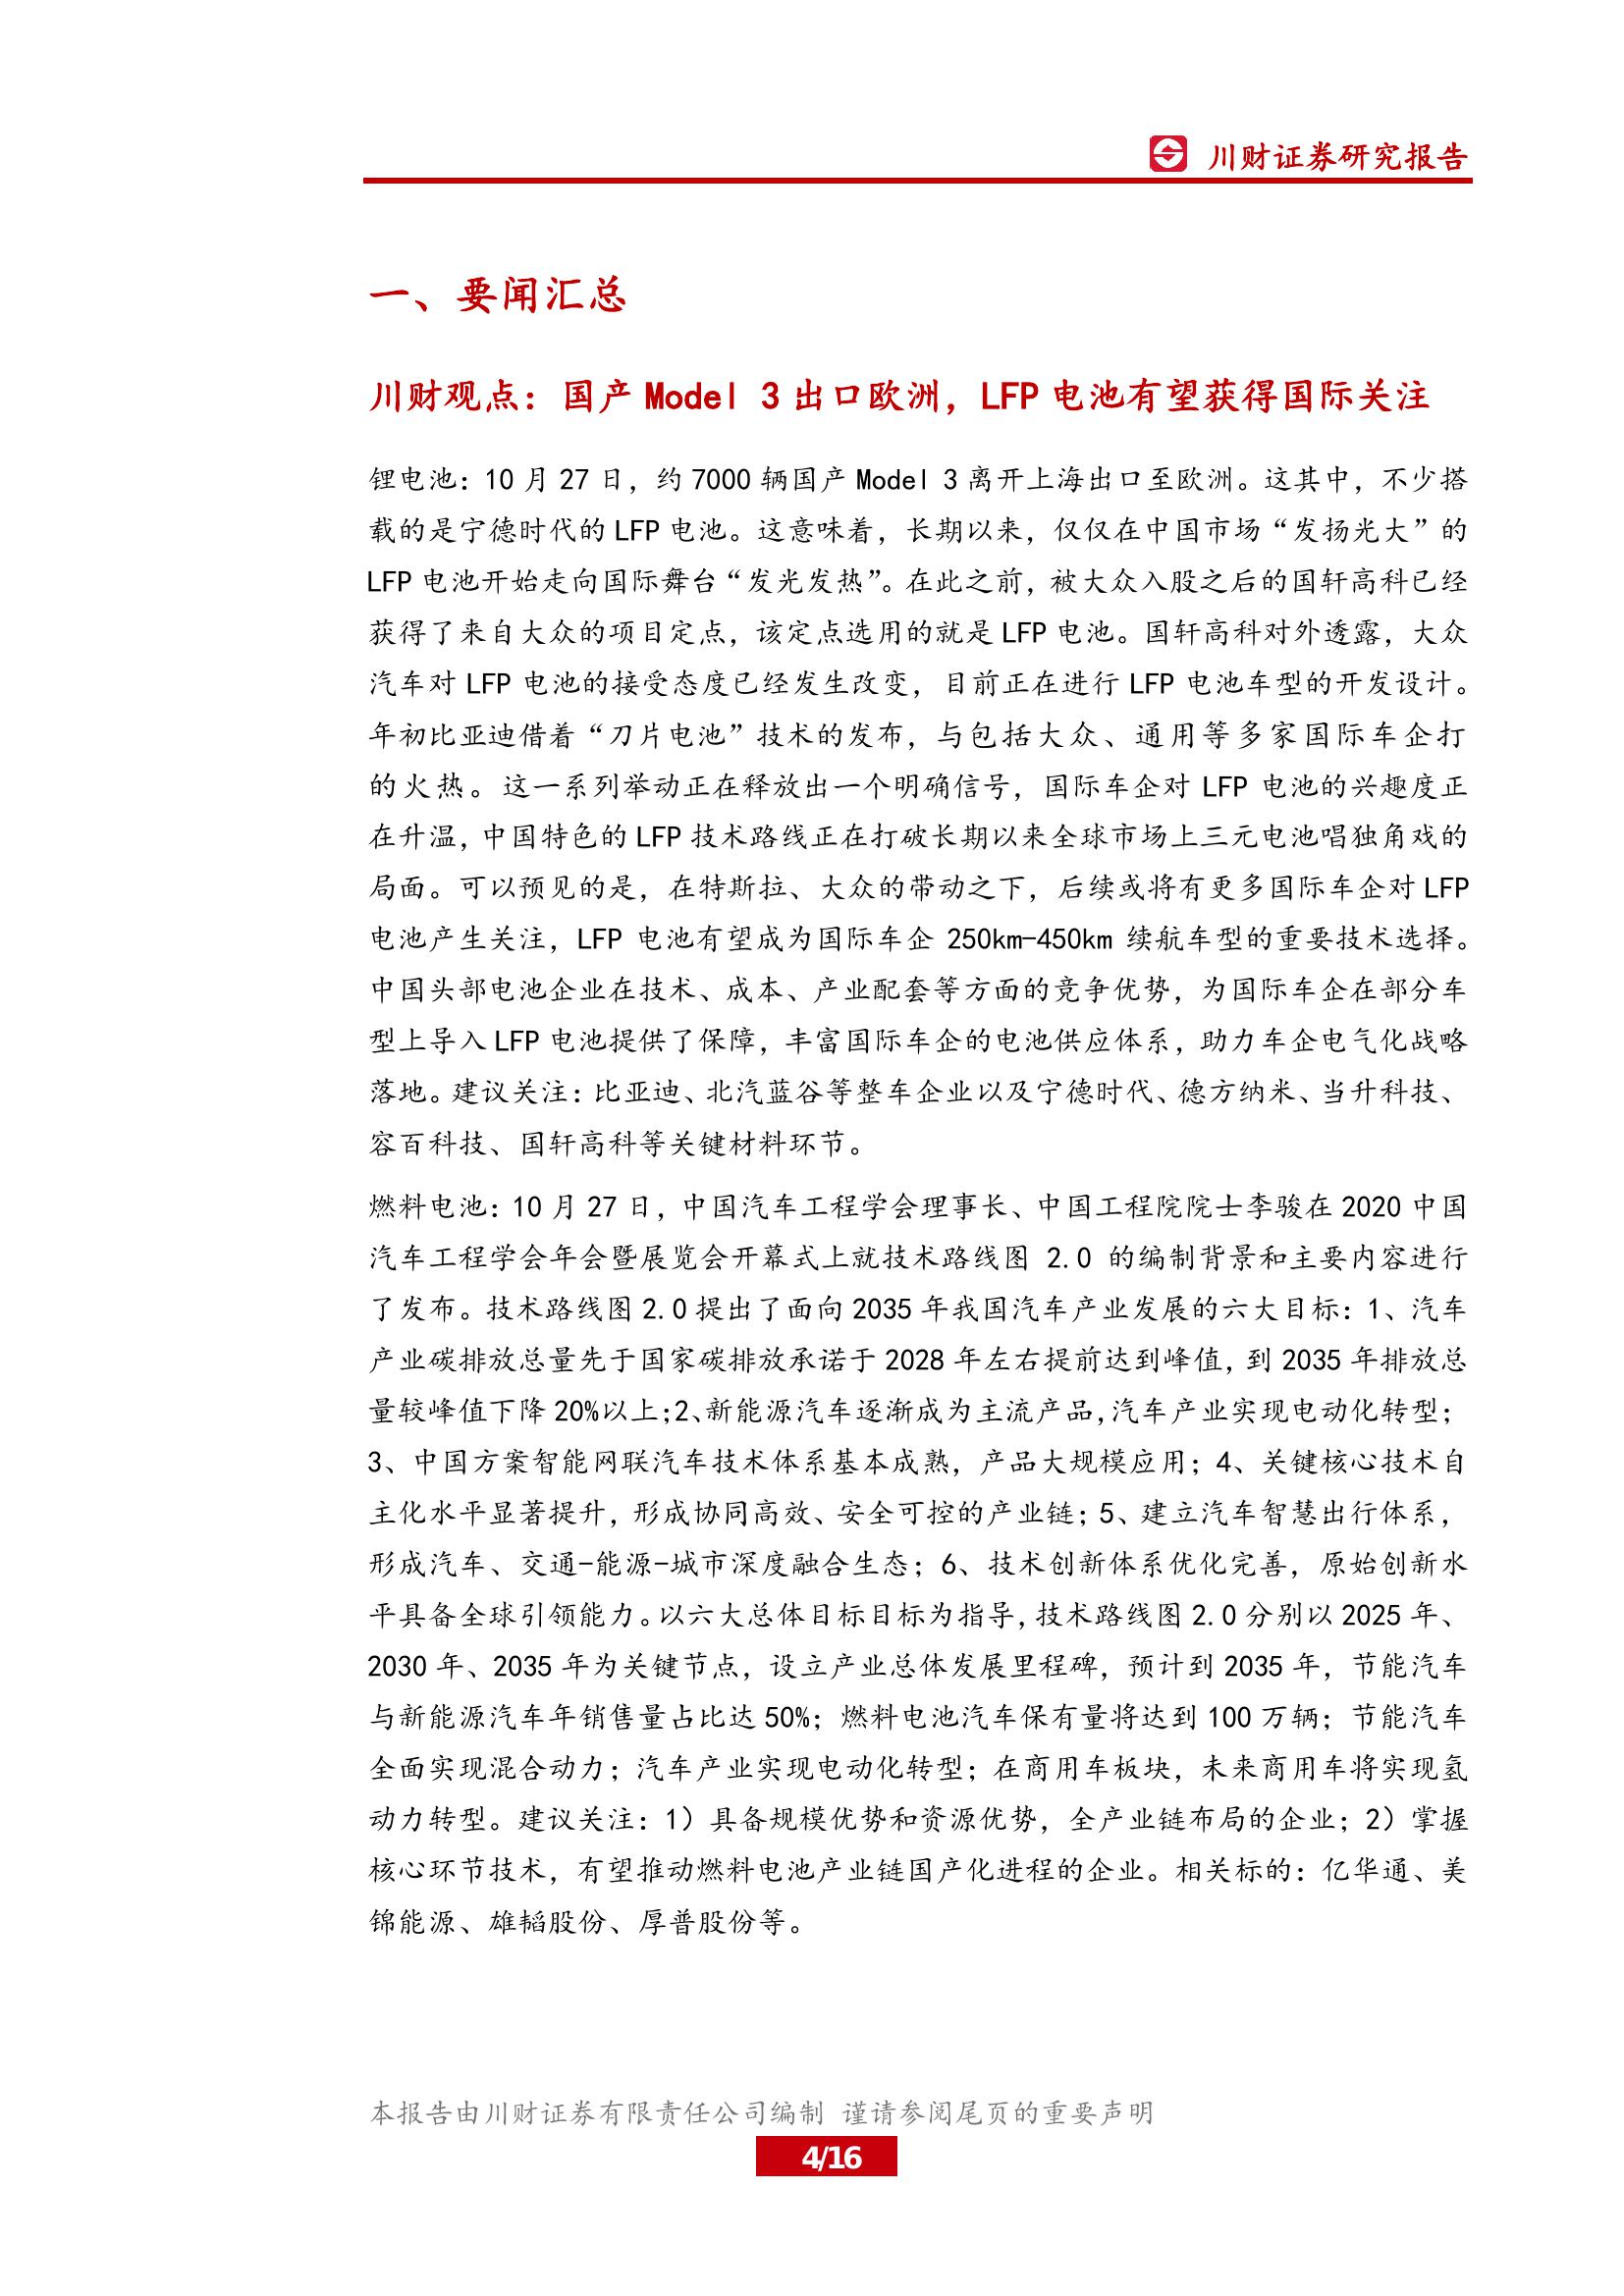 川财证券研究报告
一、要闻汇总
川财观点：国产 Model 3 出口欧洲，LFP 电池有望获得国际关注
锂电池：10 月 27 日，约 7000 辆国产 Model 3 离开上海出口至欧洲。这其中，不少搭
载的是宁德时代的 LFP 电池。这意味着，长期以来，仅仅在中国市场“发扬光大”的
LFP 电池开始走向国际舞台“发光发热”。在此之前，被大众入股之后的国轩高科已经
获得了来自大众的项目定点，该定点选用的就是 LFP 电池。国轩高科对外透露，大众
汽车对 LFP 电池的接受态度已经发生改变，目前正在进行 LFP 电池车型的开发设计。
年初比亚迪借着“刀片电池”技术的发布，与包括大众、通用等多家国际车企打
的火热。这一系列举动正在释放出一个明确信号，国际车企对 LFP 电池的兴趣度正
在升温，中国特色的 LFP 技术路线正在打破长期以来全球市场上三元电池唱独角戏的
局面。可以预见的是，在特斯拉、大众的带动之下，后续或将有更多国际车企对 LFP
电池产生关注，LFP 电池有望成为国际车企 250km-450km 续航车型的重要技术选择。
中国头部电池企业在技术、成本、产业配套等方面的竞争优势，为国际车企在部分车
型上导入 LFP 电池提供了保障，丰富国际车企的电池供应体系，助力车企电气化战略
落地。建议关注：比亚迪、北汽蓝谷等整车企业以及宁德时代、德方纳米、当升科技、
容百科技、国轩高科等关键材料环节。
燃料电池：10 月 27 日，中国汽车工程学会理事长、中国工程院院士李骏在 2020 中国
汽车工程学会年会暨展览会开幕式上就技术路线图 2.0 的编制背景和主要内容进行
了发布。技术路线图 2.0 提出了面向 2035 年我国汽车产业发展的六大目标：1、汽车
产业碳排放总量先于国家碳排放承诺于 2028 年左右提前达到峰值，到 2035 年排放总
量较峰值下降 20%以上；2、新能源汽车逐渐成为主流产品，汽车产业实现电动化转型；
3、中国方案智能网联汽车技术体系基本成熟，产品大规模应用；4、关键核心技术自
主化水平显著提升，形成协同高效、安全可控的产业链；5、建立汽车智慧出行体系，
形成汽车、交通-能源-城市深度融合生态；6、技术创新体系优化完善，原始创新水
平具备全球引领能力。以六大总体目标目标为指导，技术路线图 2.0 分别以 2025 年、
2030 年、2035 年为关键节点，设立产业总体发展里程碑，预计到 2035 年，节能汽车
与新能源汽车年销售量占比达 50%；燃料电池汽车保有量将达到 100 万辆；节能汽车
全面实现混合动力；汽车产业实现电动化转型；在商用车板块，未来商用车将实现氢
动力转型。建议关注：1）具备规模优势和资源优势，全产业链布局的企业；2）掌握
核心环节技术，有望推动燃料电池产业链国产化进程的企业。相关标的：亿华通、美
锦能源、雄韬股份、厚普股份等。
本报告由川财证券有限责任公司编制 谨请参阅尾页的重要声明
4/16